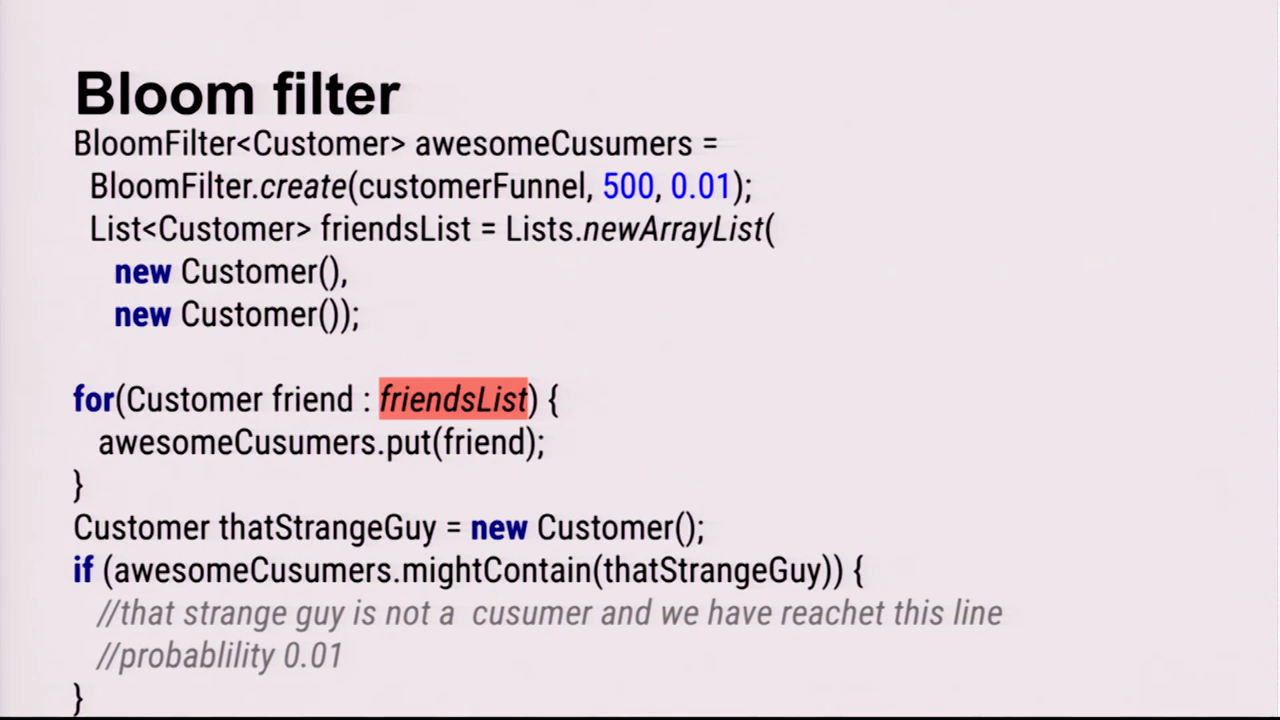 Bloom filter
BloomFilter<Customer> awesomeCusumers =
BloomFilter.create(customerFunnel, 500, 0.01);
List<Customer> friendsList = Lists.newArrayList(
new Customer(),
new Customer());
for(Customer friend : friendsList) {
awesomeCusumers.put(friend);
}
Customer thatStrangeGuy = new Customer();
if (awesomeCusumers.mightContain(thatStrangeGuy)) {
//that strange guy is not a  cusumer and we have reachet this line
//probablility 0.01
}